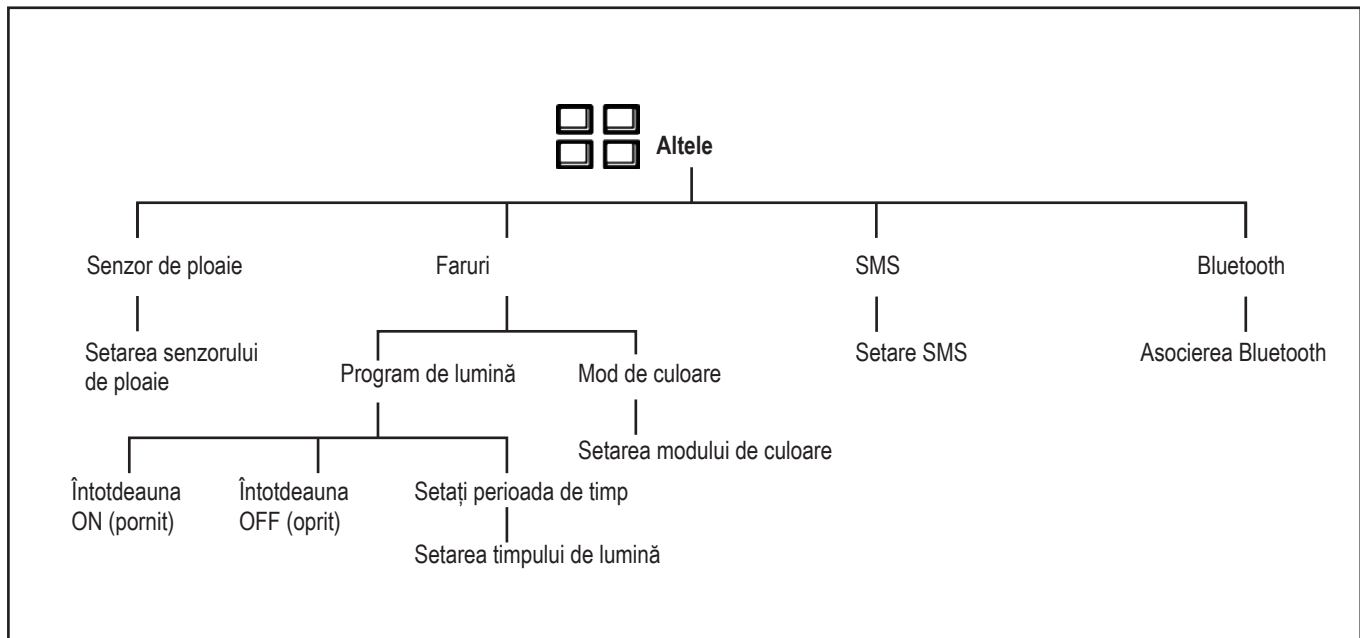 Altele
Senzor de ploaie
Faruri
SMS
Bluetooth
Setarea senzorului
de ploaie
Program de lumină
Mod de culoare
Setare SMS
Asocierea Bluetooth
Setarea modului de culoare
Întotdeauna
ON (pornit)
Întotdeauna
OFF (oprit)
Setați perioada de timp
Setarea timpului de lumină